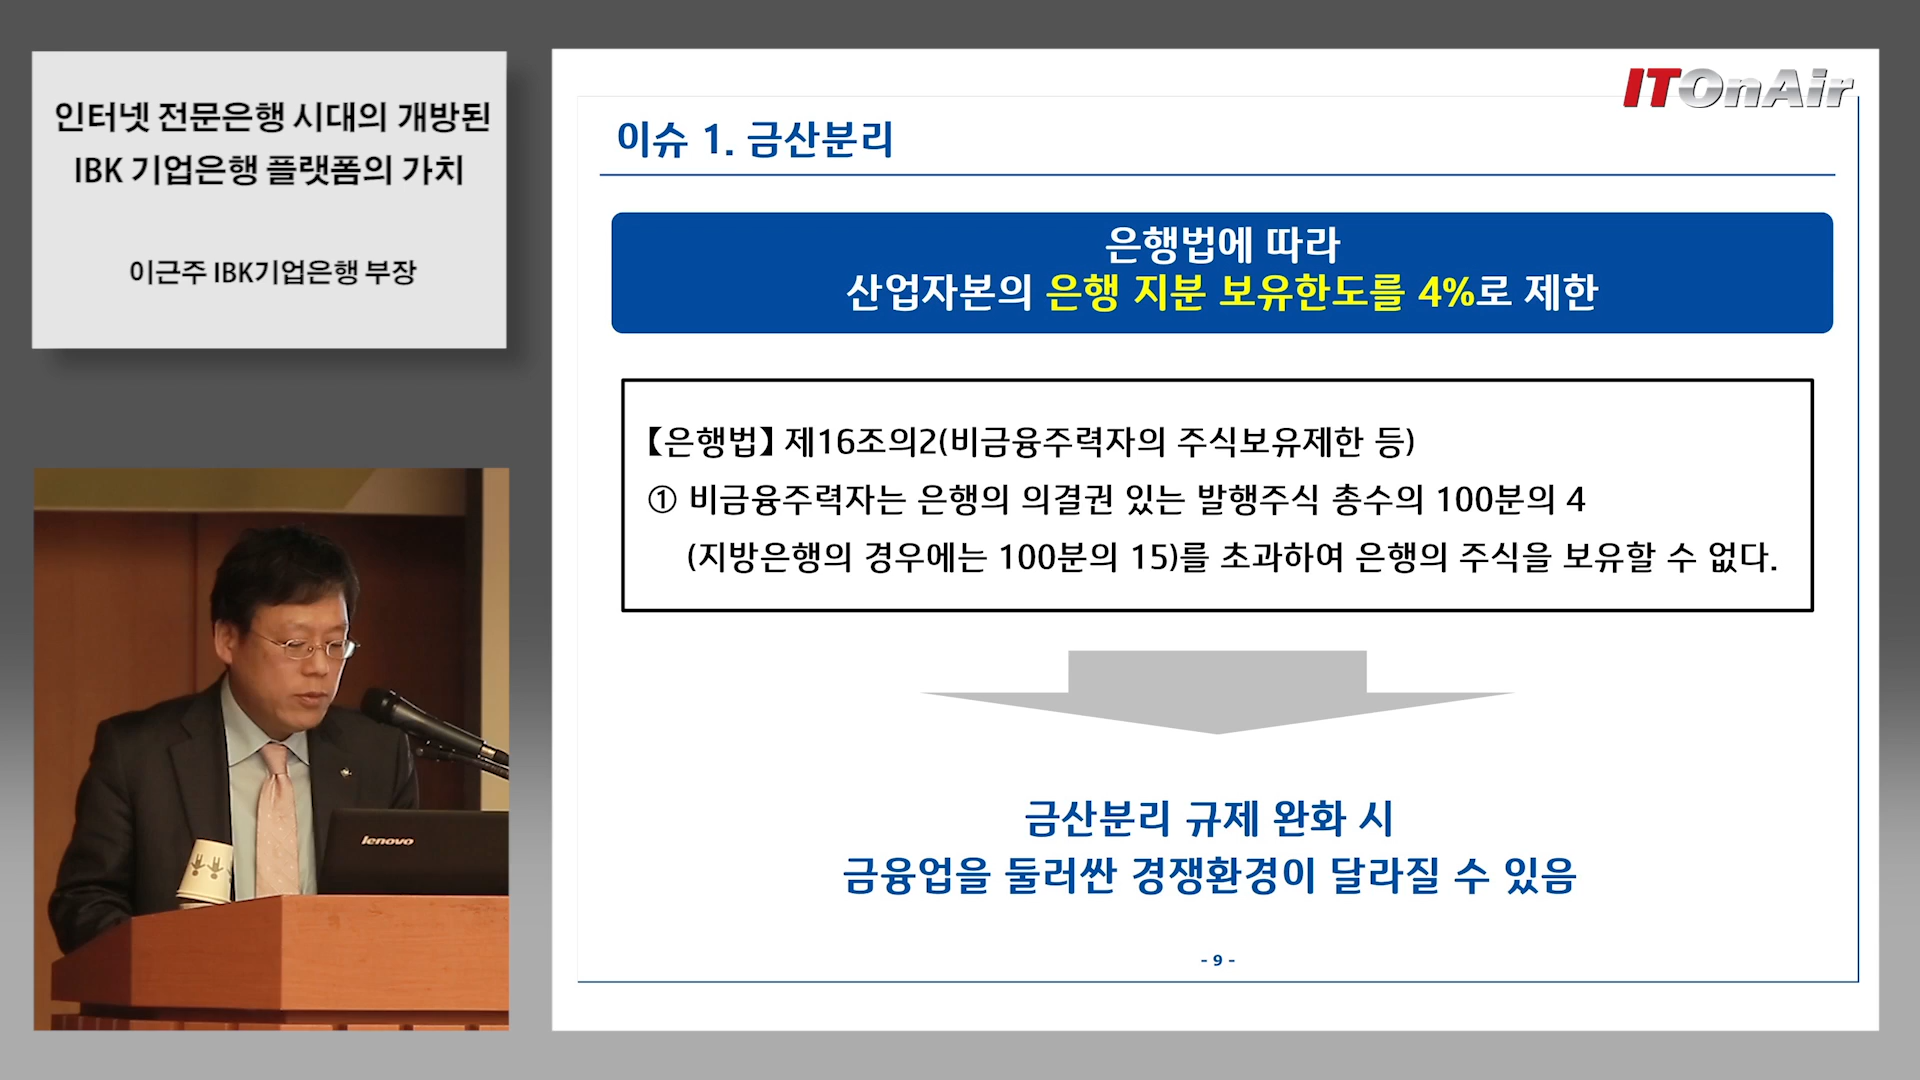 인터넷 전문은행 시대의 개방된
IBK 기업은행 플랫폼의 가치
이근주 IBK기업은행 부장
ITOnAir
이슈 1. 금산분리
은행법에 따라
산업자본의 은행 지분 보유한도를 4%로 제한
【은행법】 제16조의2(비금융주력자의 주식보유제한 등)
① 비금융주력자는 은행의 의결권 있는 발행주식 총수의 100분의 4
(지방은행의 경우에는 100분의 15)를 초과하여 은행의 주식을 보유할 수 없다.
금산분리 규제 완화 시
금융업을 둘러싼 경쟁환경이 달라질 수 있음
- 9 -
lenovo